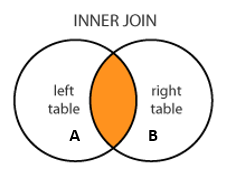 INNER JOIN
left right
table table
A B